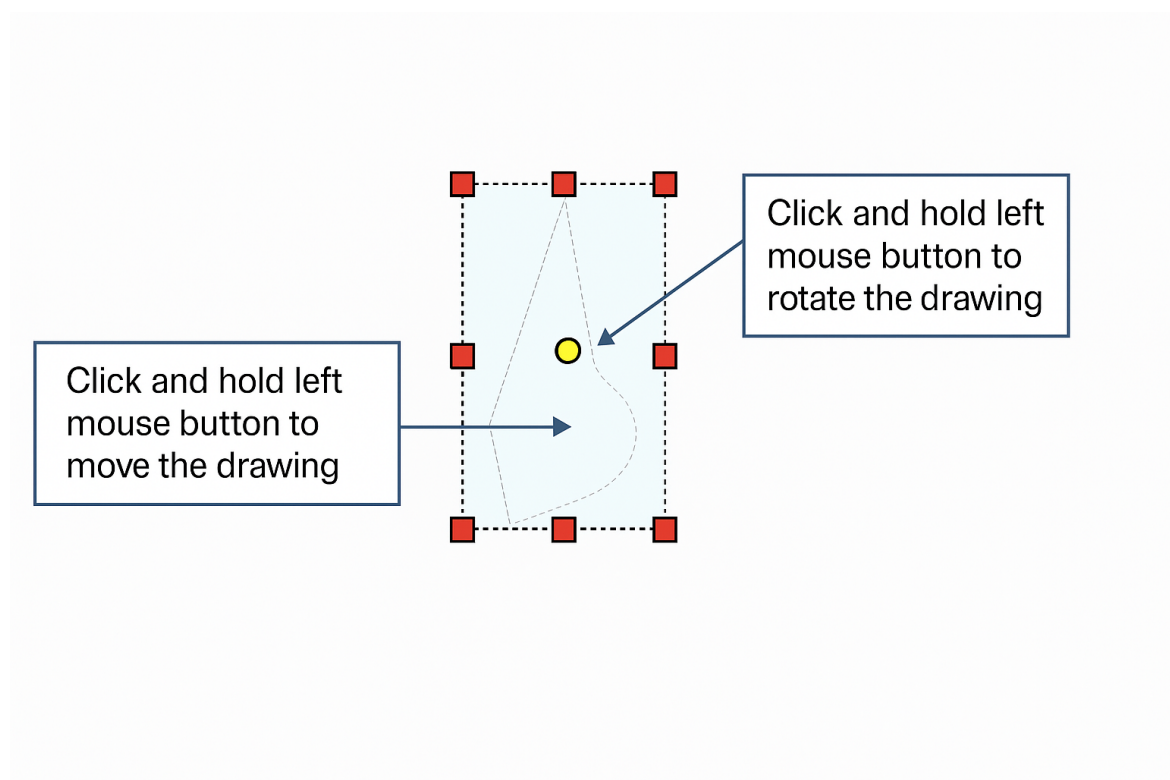 Click and hold left
mouse button to
rotate the drawing
Click and hold left
mouse button to
move the drawing